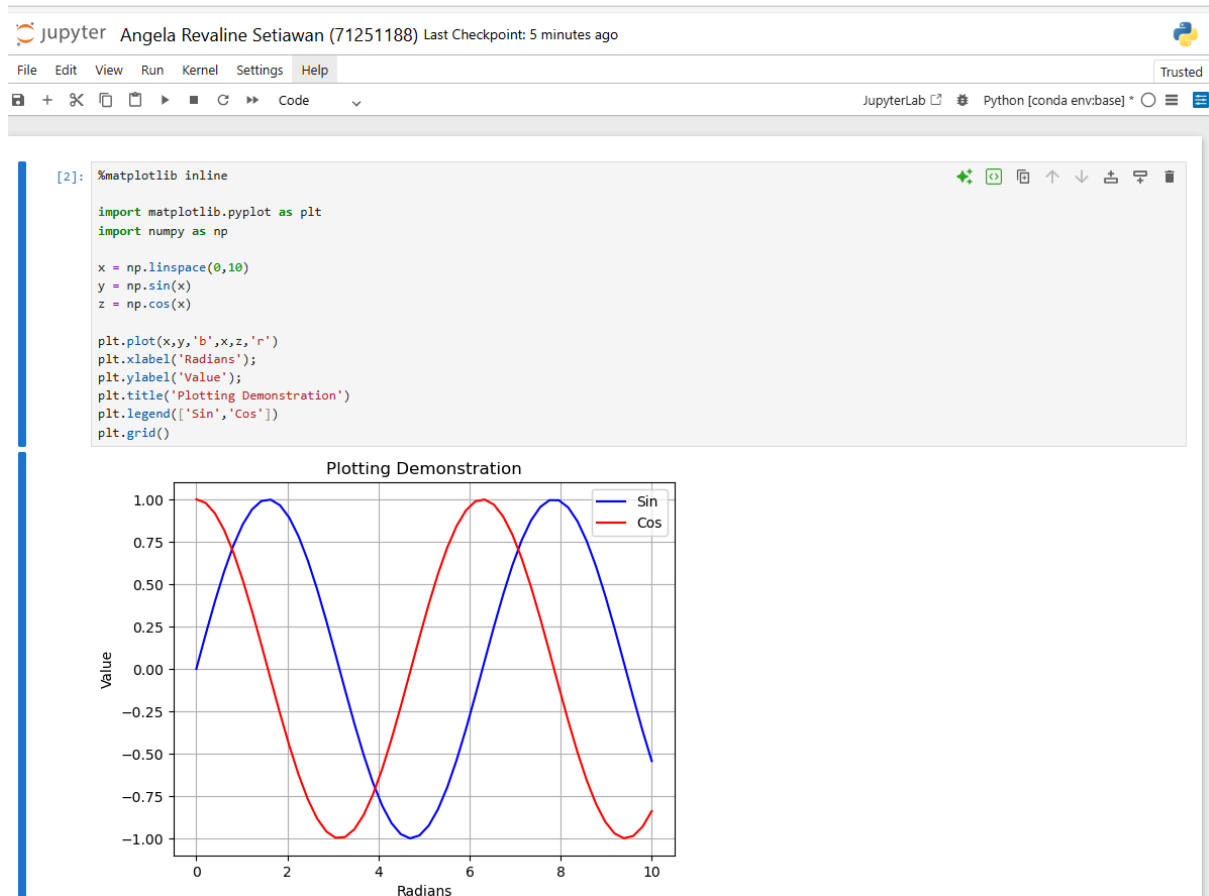 jupyter Angela Revaline Setiawan (71251188) Last Checkpoint: 5 minutes ago
File Edit View Run Kernel Settings Help Trusted
Code JupyterLab Python [conda env:base] *
[2]: %matplotlib inline
import matplotlib.pyplot as plt
import numpy as np
x = np.linspace(0,10)
y = np.sin(x)
z = np.cos(x)
plt.plot(x,y,'b',x,z,'r')
plt.xlabel('Radians');
plt.ylabel('Value');
plt.title('Plotting Demonstration')
plt.legend(['Sin','Cos'])
plt.grid()
Plotting Demonstration
Sin
Cos
1.00
0.75
0.50
0.25
0.00
−0.25
−0.50
−0.75
−1.00
Value
0 2 4 6 8 10
Radians